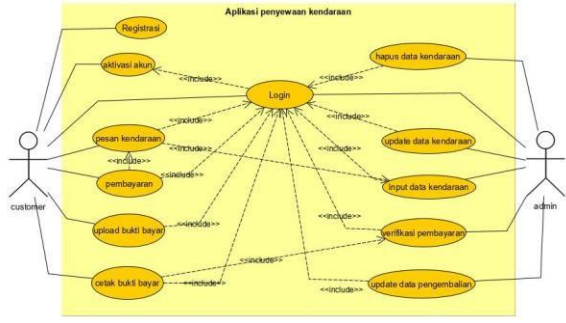 Aplikasi penyewaan kendaraan
Registrasi
hapus data kendaraan
aktivasi akun
<<include>>
<<include>>
Login
pesan kendaraan
<<include>>
<<include>>
update data kendaraan
<<include>>
<<include>>
<<include>>
pembayaran
<<include>>
input data kendaraan
customer
admin
upload bukti bayar
<<include>>
<<include>>
verifikasi pembayaran
<<include>>
cetak bukti bayar
<<include>>
<<include>>
update data pengembalian